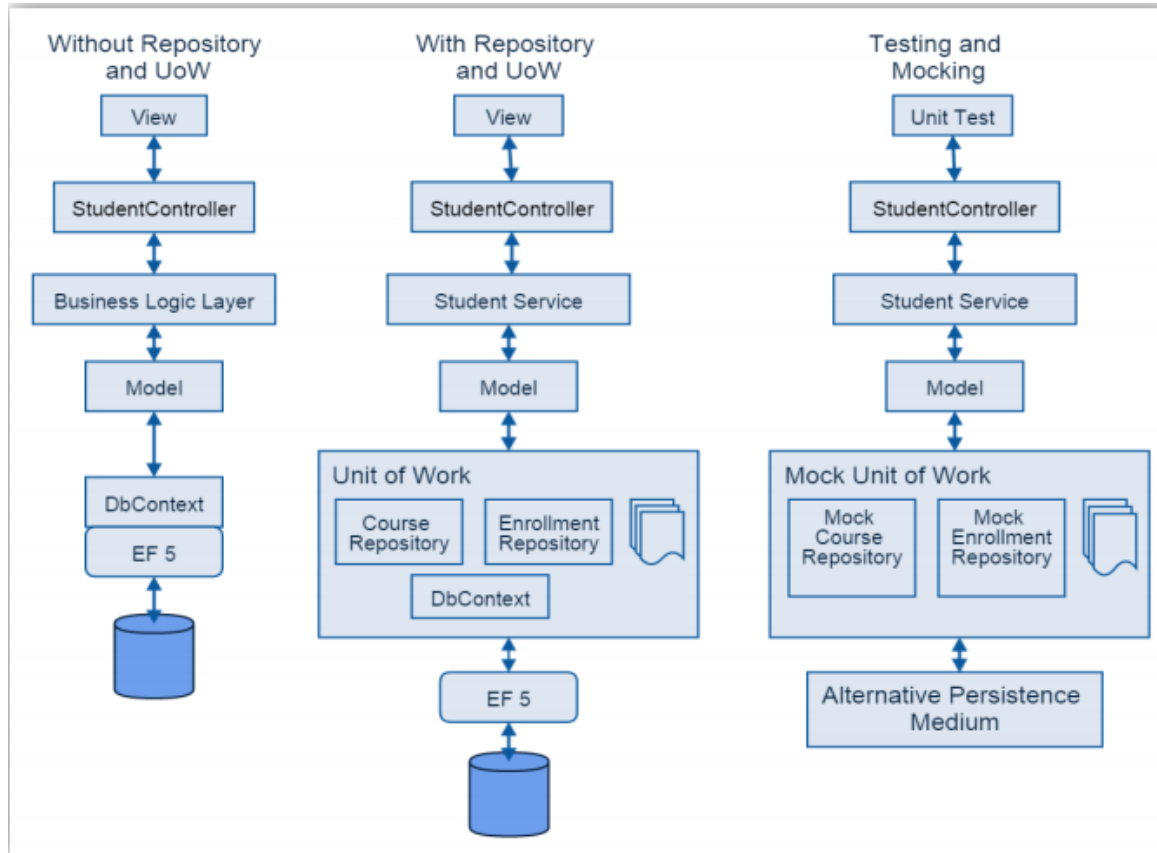 Without Repository
and UoW
View
StudentController
Business Logic Layer
Model
DbContext
EF 5
With Repository
and UoW
View
StudentController
Student Service
Model
Unit of Work
Course
Repository
Enrollment
Repository
DbContext
EF 5
Testing and
Mocking
Unit Test
StudentController
Student Service
Model
Mock Unit of Work
Mock
Course
Repository
Mock
Enrollment
Repository
Alternative Persistence
Medium